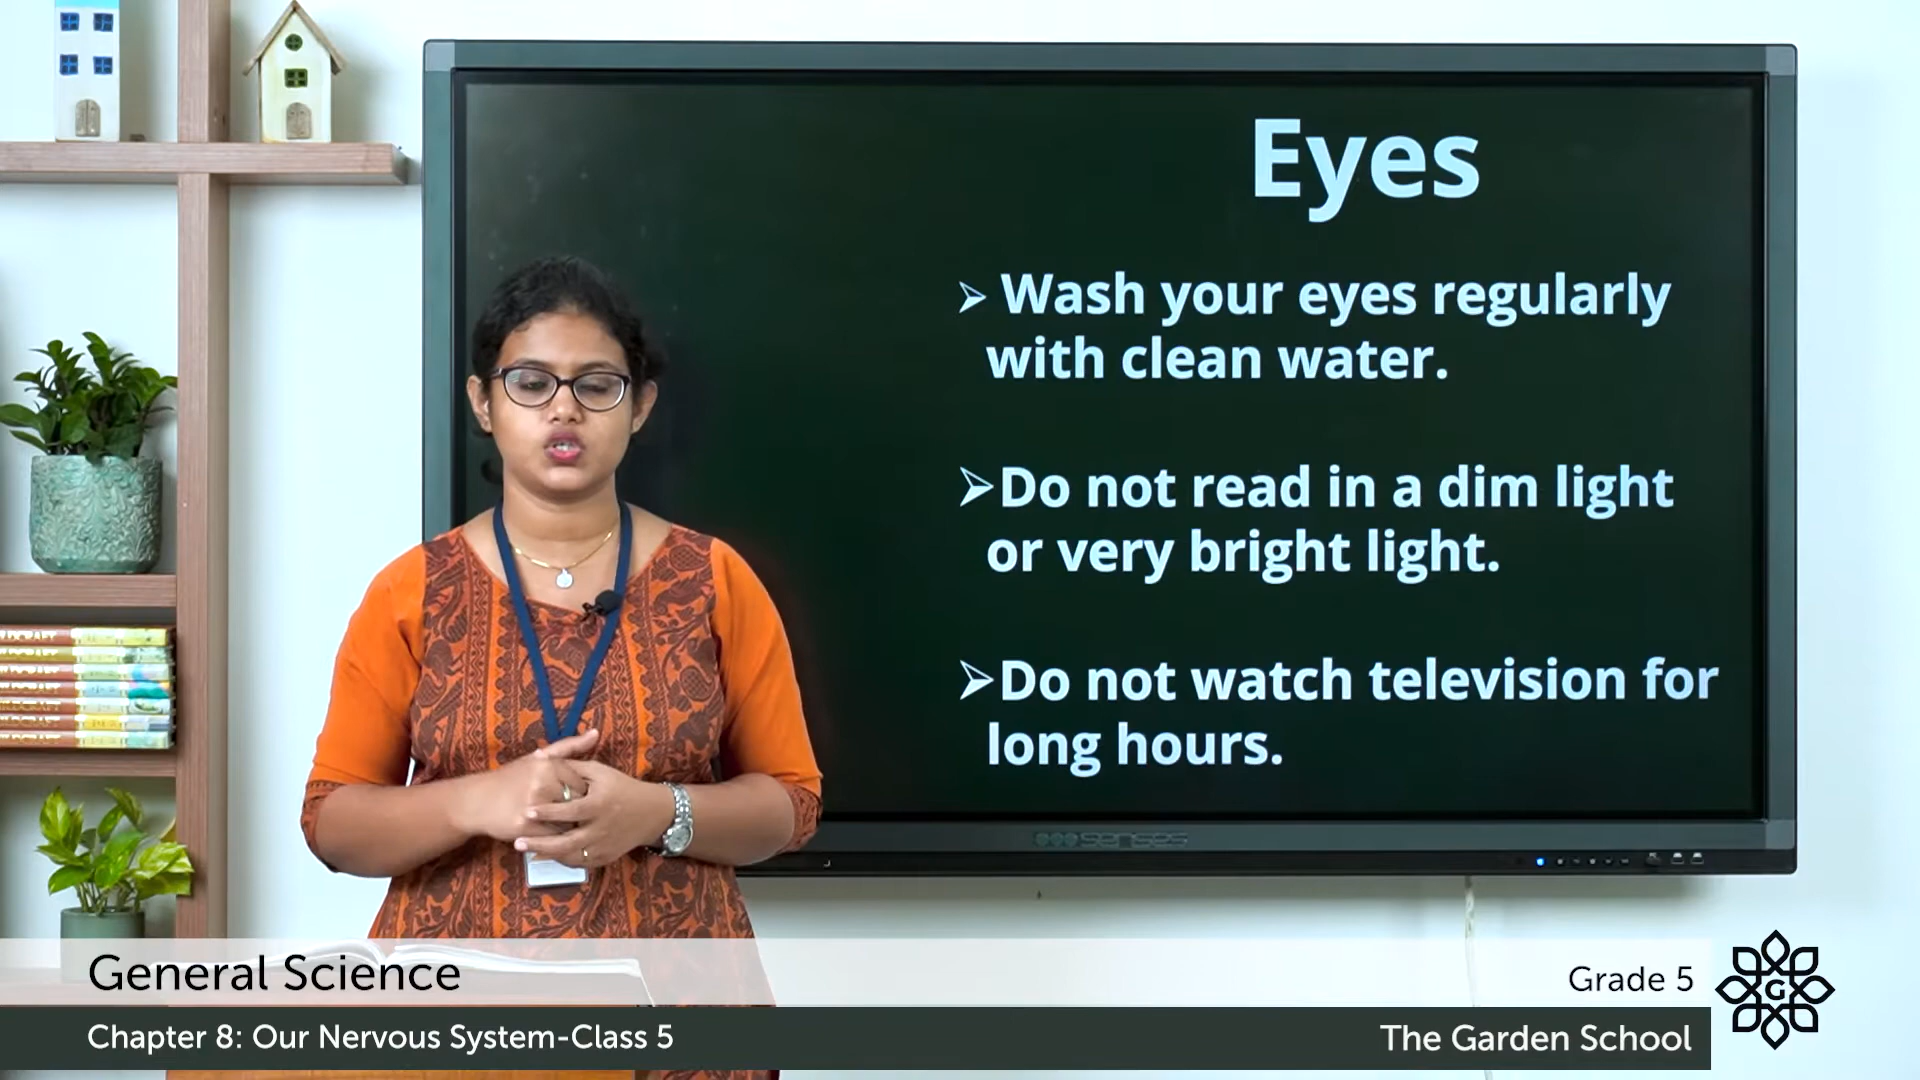 Eyes
➢ Wash your eyes regularly
with clean water.
➢Do not read in a dim light
or very bright light.
➢Do not watch television for
long hours.
senses
General Science
Grade 5
Chapter 8: Our Nervous System-Class 5
The Garden School
G